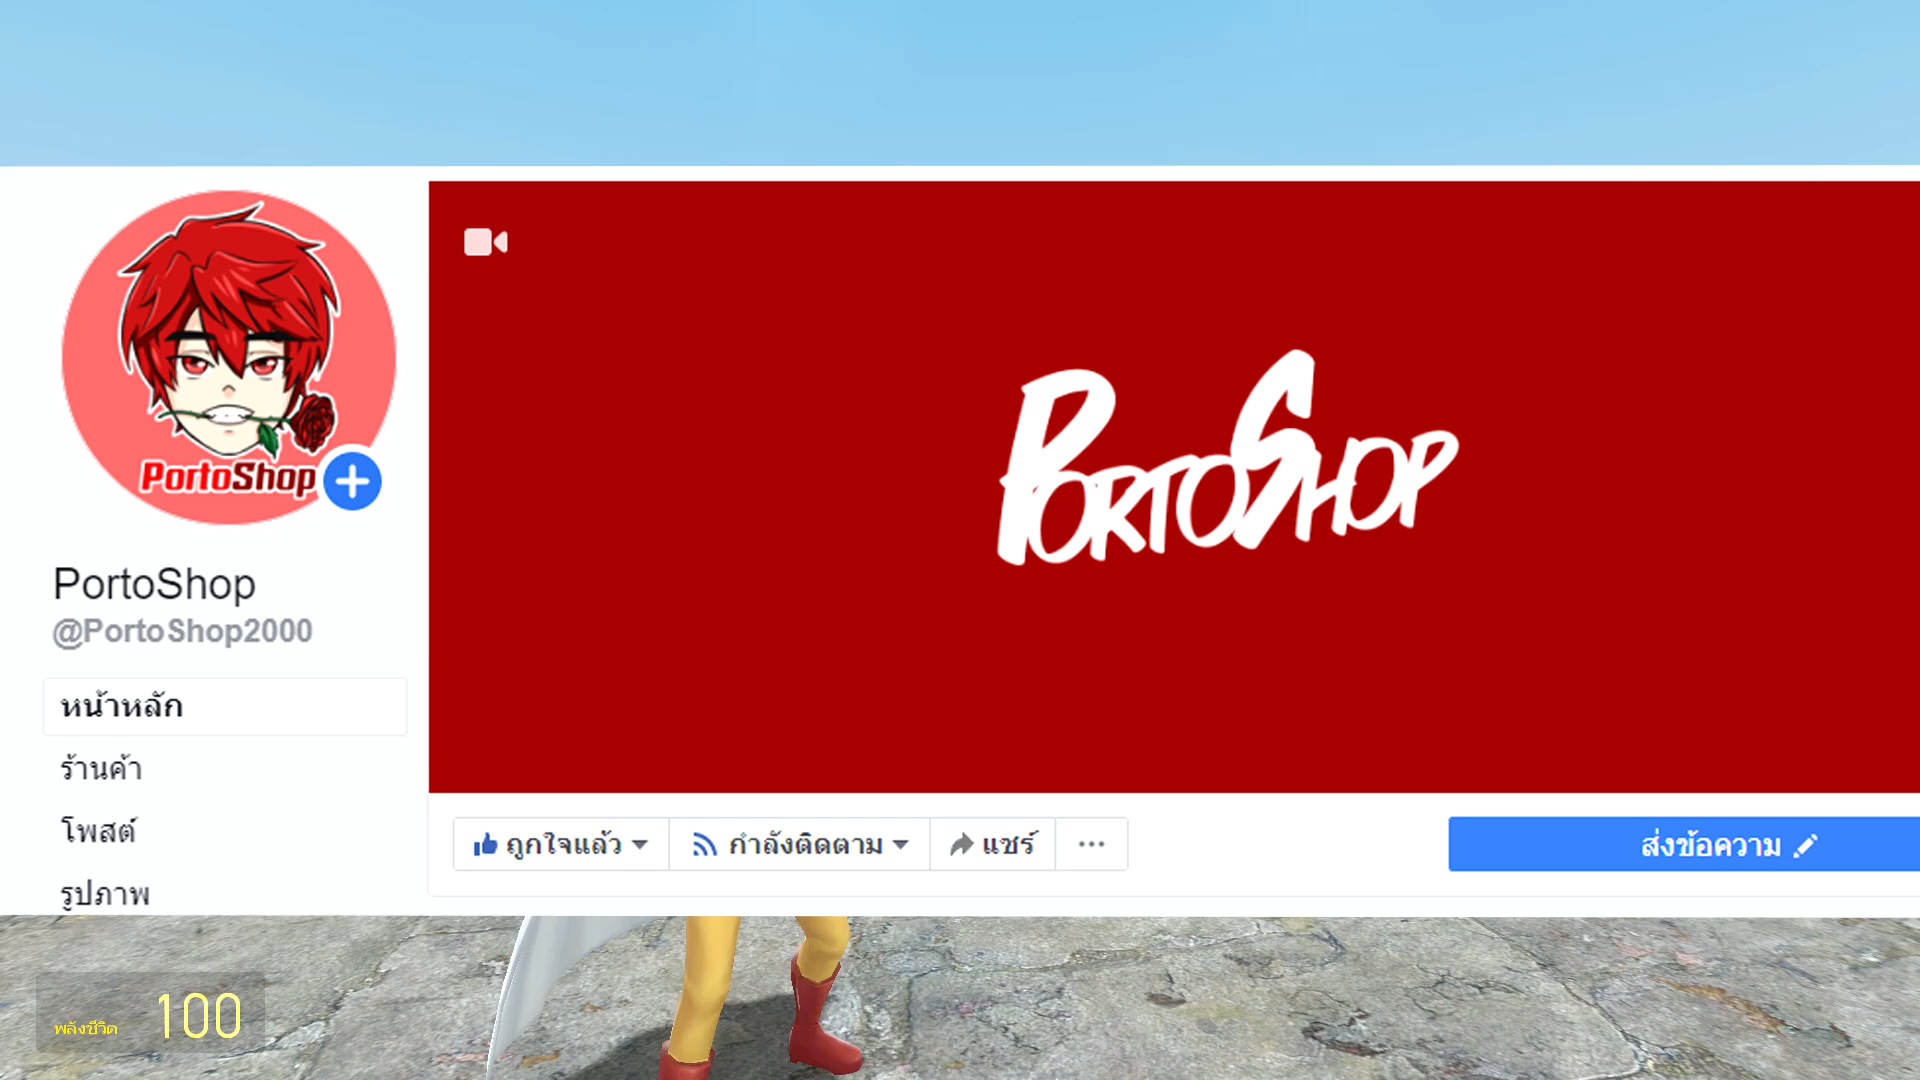 PortoShop
PortoShop
@PortoShop2000
หน้าหลัก
ร้านค้า
โพสต์
รูปภาพ
PORTOSHOP
ถูกใจแล้ว
กำลังติดตาม
แชร์
ส่งข้อความ
พลังชีวิต 100